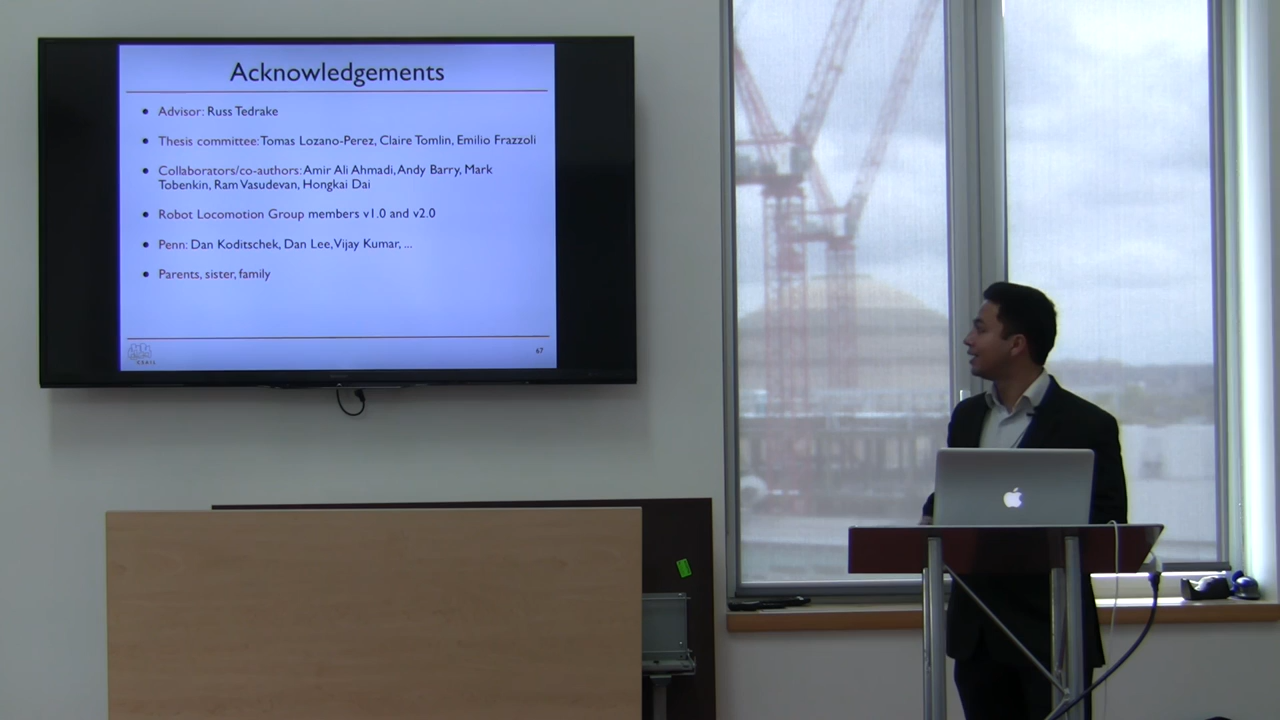 Acknowledgements
• Advisor: Russ Tedrake
• Thesis committee: Tomas Lozano-Perez, Claire Tomlin, Emilio Frazzoli
• Collaborators/co-authors: Amir Ali Ahmadi, Andy Barry, Mark
Tobenkin, Ram Vasudevan, Hongkai Dai
• Robot Locomotion Group members v1.0 and v2.0
• Penn: Dan Koditschek, Dan Lee, Vijay Kumar, ...
• Parents, sister, family
CSAIL
67